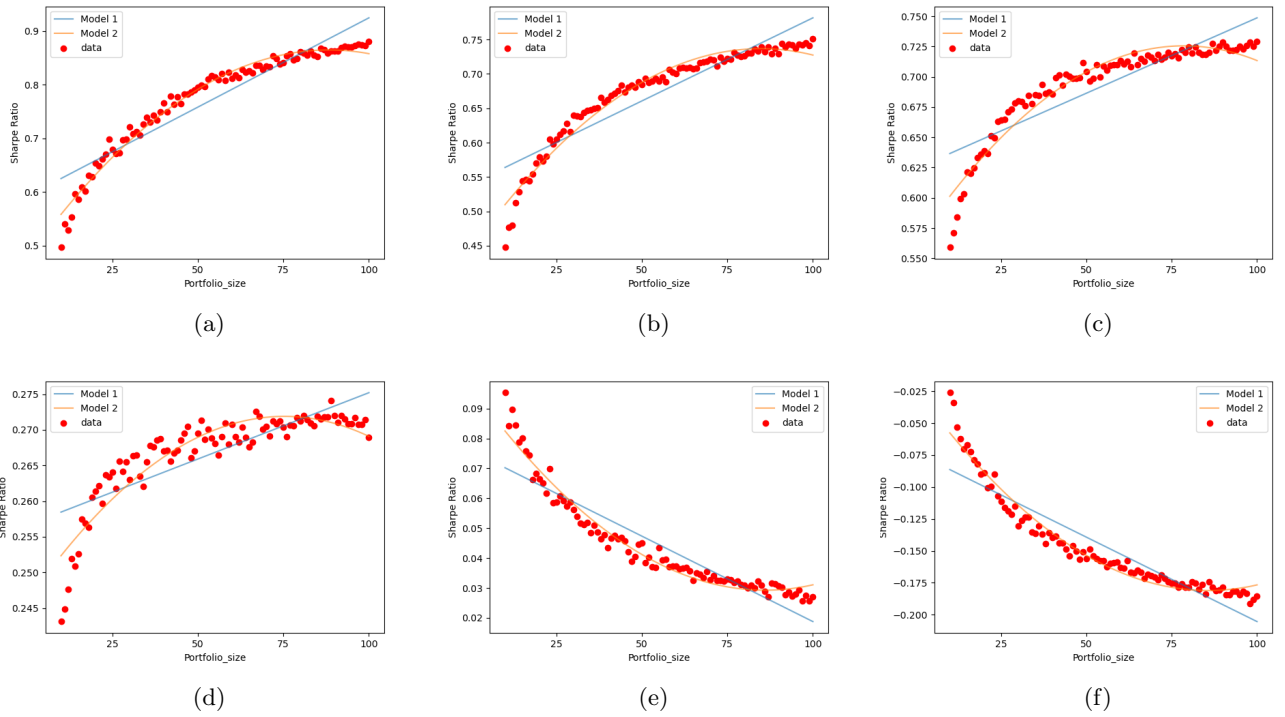 Model 1
Model 2
data
0.9
0.8
0.7
0.6
0.5
Sharpe Ratio
25
50
75
100
Portfolio_size
(a)
Model 1
Model 2
data
0.75
0.70
0.65
0.60
0.55
0.50
0.45
Sharpe Ratio
25
50
75
100
Portfolio_size
(b)
Model 1
Model 2
data
0.750
0.725
0.700
0.675
0.650
0.625
0.600
0.575
0.550
Sharpe Ratio
25
50
75
100
Portfolio_size
(c)
Model 1
Model 2
data
0.275
0.270
0.265
0.260
0.255
0.250
0.245
Sharpe Ratio
25
50
75
100
Portfolio_size
(d)
Model 1
Model 2
data
0.09
0.08
0.07
0.06
0.05
0.04
0.03
0.02
Sharpe Ratio
25
50
75
100
Portfolio_size
(e)
Model 1
Model 2
data
−0.025
−0.050
−0.075
−0.100
−0.125
−0.150
−0.175
−0.200
Sharpe Ratio
25
50
75
100
Portfolio_size
(f)